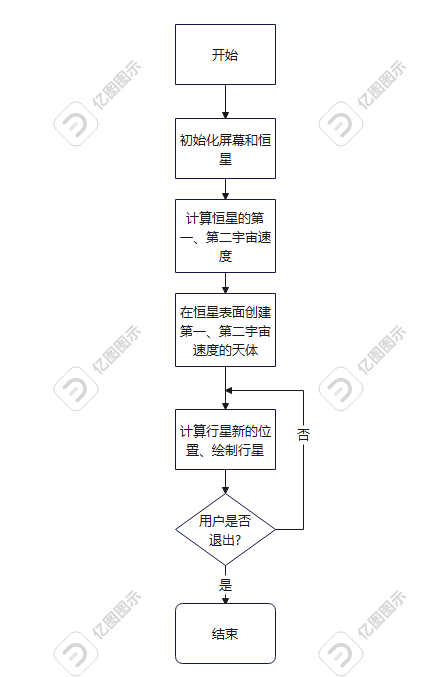 亿图图示
亿图图示
开始
初始化屏幕和恒
星
计算恒星的第
一、第二宇宙速
度
在恒星表面创建
第一、第二宇宙
速度的天体
亿图图示
亿图图示
计算行星新的位
置、绘制行星
否
用户是否
退出?
是
亿图图示
亿图图示
结束